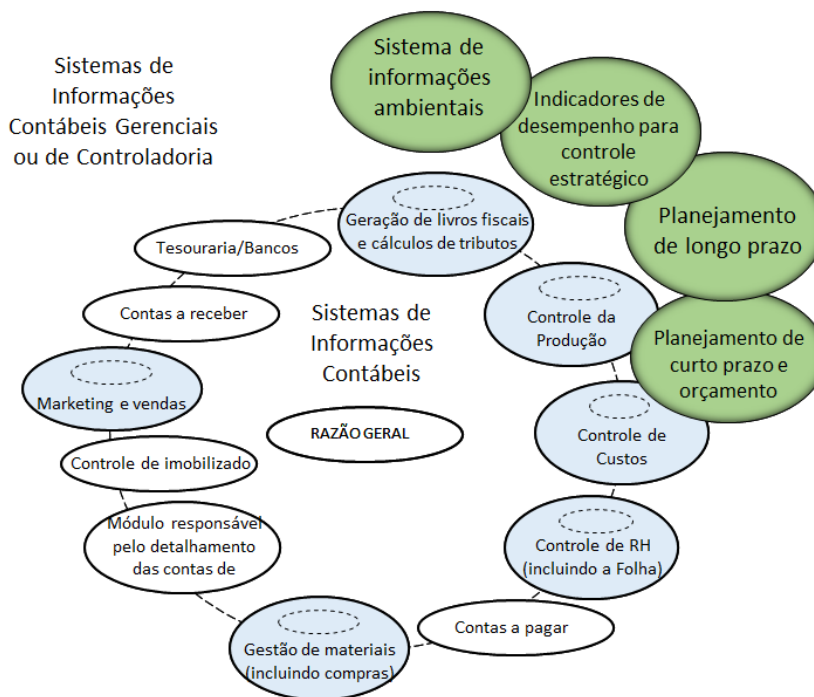 Sistemas de
Informações
Contábeis Gerenciais
ou de Controladoria
Sistema de
informações
ambientais
Indicadores de
desempenho para
controle
estratégico
Planejamento
de longo prazo
Planejamento de
curto prazo e
orçamento
Geração de livros fiscais
e cálculos de tributos
Tesouraria/Bancos
Contas a receber
Marketing e vendas
Controle de imobilizado
Módulo responsável
pelo detalhamento
das contas de
Gestão de materiais
(incluindo compras)
Contas a pagar
Controle de RH
(incluindo a Folha)
Controle de
Custos
Controle da
Produção
Sistemas de
Informações
Contábeis
RAZÃO GERAL